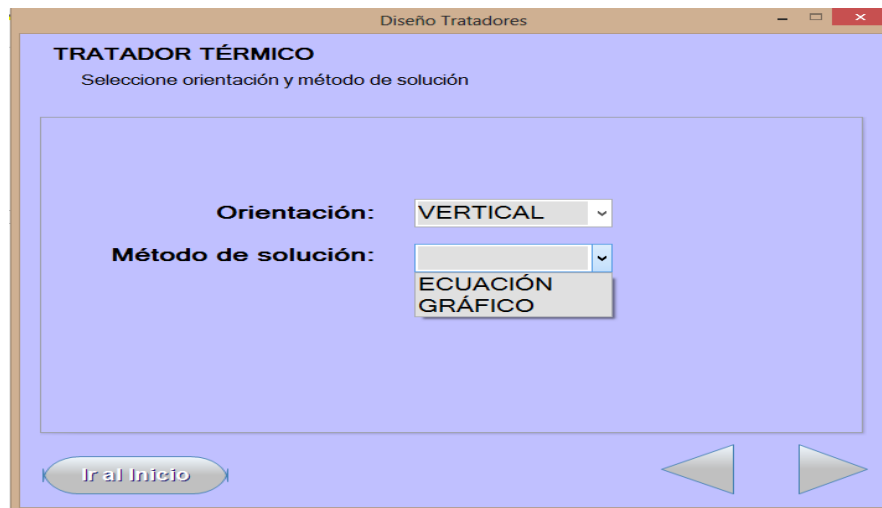 Diseño Tratadores
TRATADOR TÉRMICO
Seleccione orientación y método de solución
Orientación: VERTICAL
Método de solución:
ECUACIÓN
GRÁFICO
Ir al Inicio